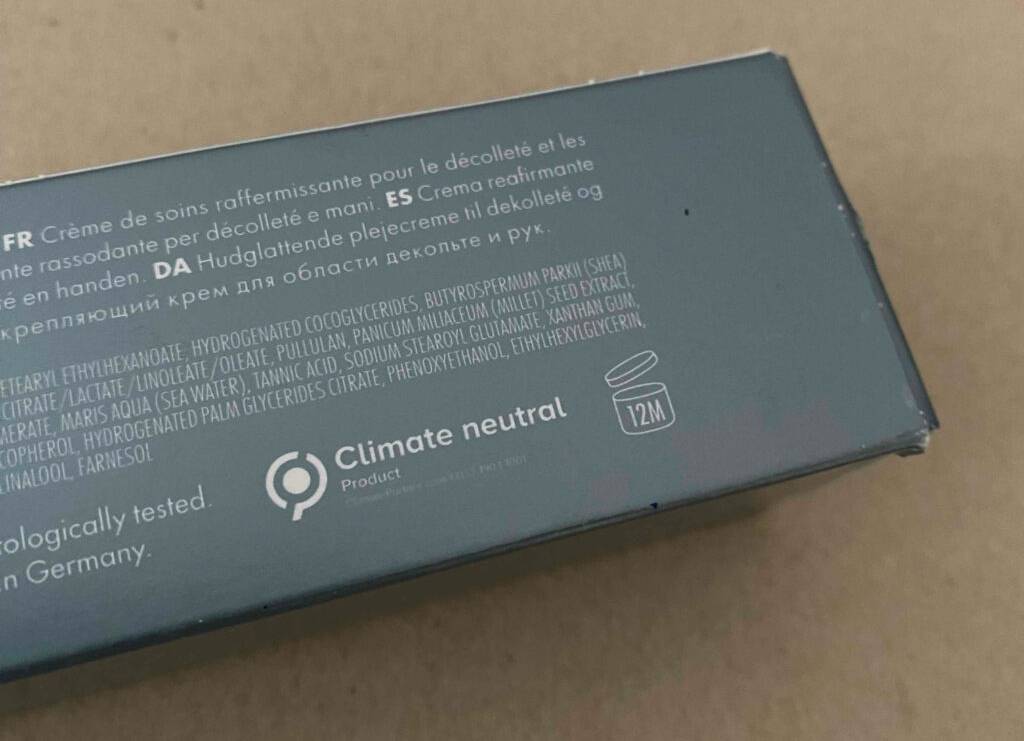 FR Crème de soins raffermissante pour le décolleté et les
nte rassodante per décolleté e mani. ES Crema reafirmante
té en handen. DA Hudglattende plejecreme til dekolleté og
крепляющий крем для области декольте и рук.
ETEARYL ETHYLHEXANOATE, HYDROGENATED COCOGLYCERIDES, BUTYROSPERMUM PARKII (SHEA)
CITRATE/LACTATE/LINOLEATE/OLEATE, PULLULAN, PANICUM MILIACEUM (MILLET) SEED EXTRACT,
MERATE, MARIS AQUA (SEA WATER), TANNIC ACID, SODIUM STEAROYL GLUTAMATE, XANTHAN GUM,
COPHEROL, HYDROGENATED PALM GLYCERIDES CITRATE, PHENOXYETHANOL, ETHYLHEXYLGLYCERIN,
LINALOOL, FARNESOL
12M
Climate neutral
Product
ologically tested.
n Germany.